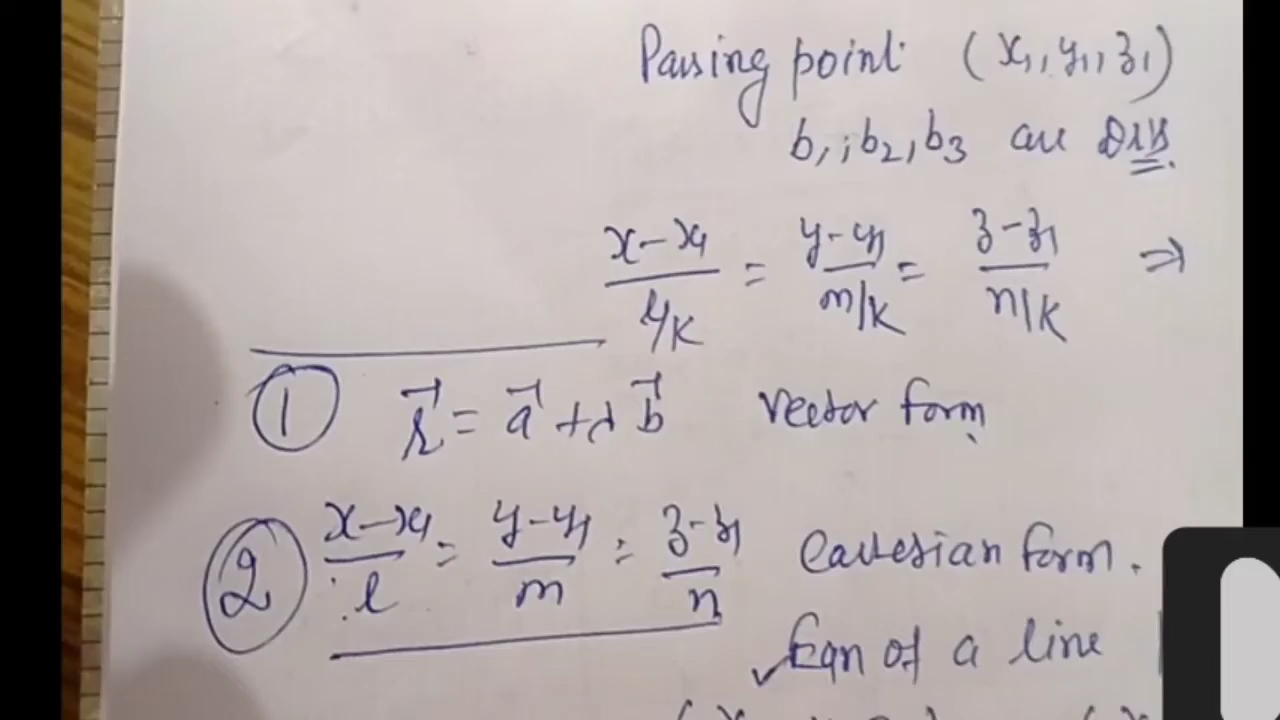 Passing point (x₁, y₁, z₁)
b₁, b₂, b₃ are DRs.
(x-x₁)/(l/k) = (y-y₁)/(m/k) = (z-z₁)/(n/k) ⇒
① r⃗ = a⃗ + λb⃗ vector form
② (x-x₁)/l = (y-y₁)/m = (z-z₁)/n Cartesian form.
✓Eqn of a line